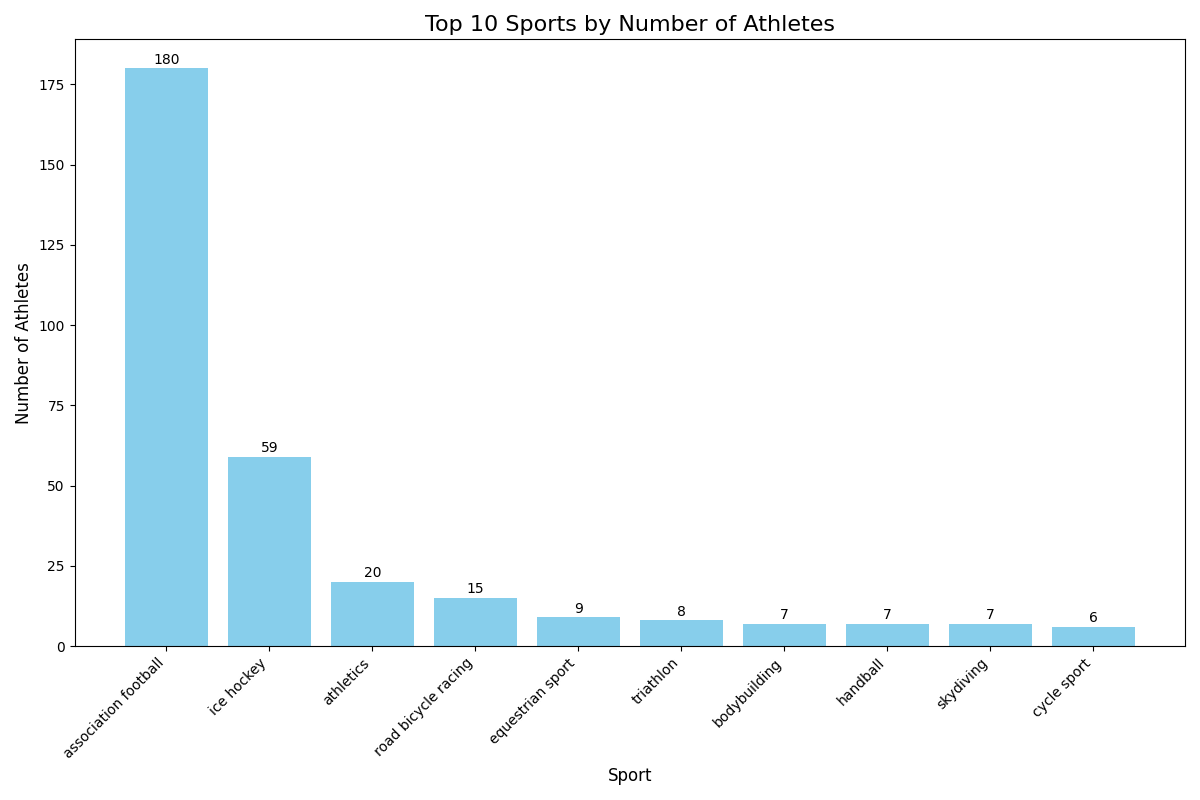 Top 10 Sports by Number of Athletes
Number of Athletes
175
150
125
100
75
50
25
0
180
59
20
15
9
8
7
7
7
6
association football
ice hockey
athletics
road bicycle racing
equestrian sport
triathlon
bodybuilding
handball
skydiving
cycle sport
Sport